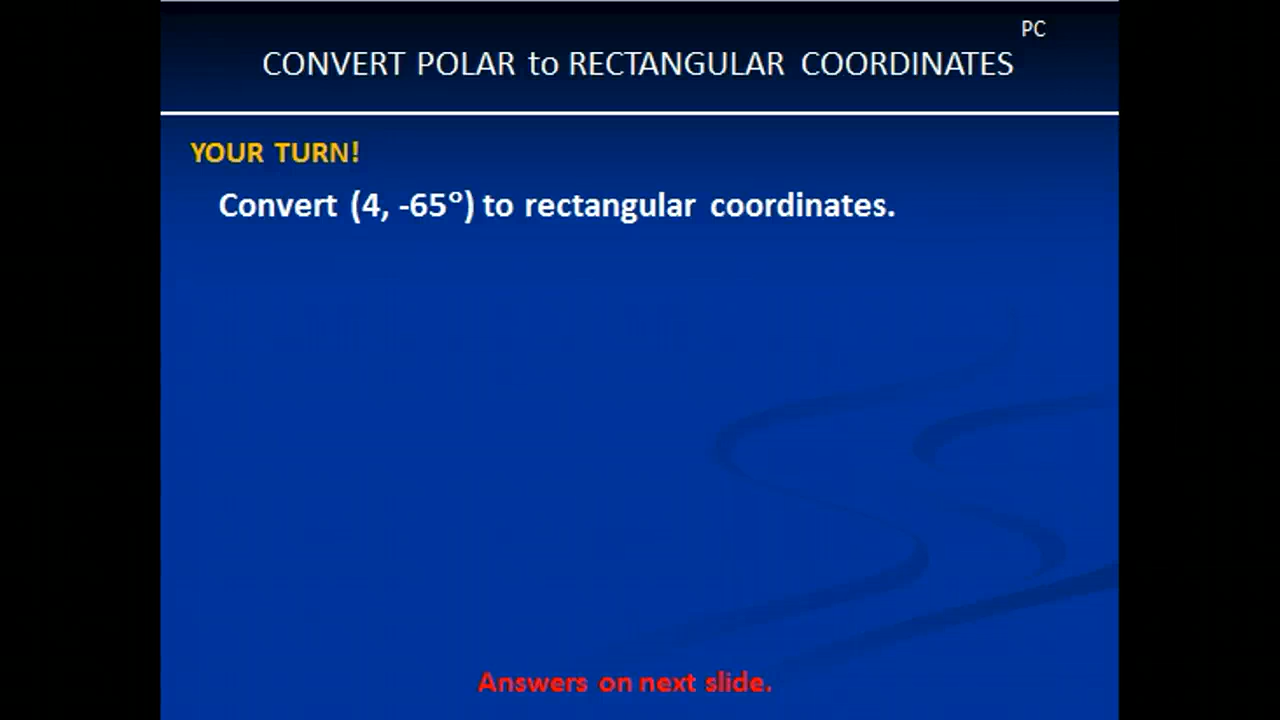 PC
CONVERT POLAR to RECTANGULAR COORDINATES
YOUR TURN!
Convert (4, -65°) to rectangular coordinates.
Answers on next slide.